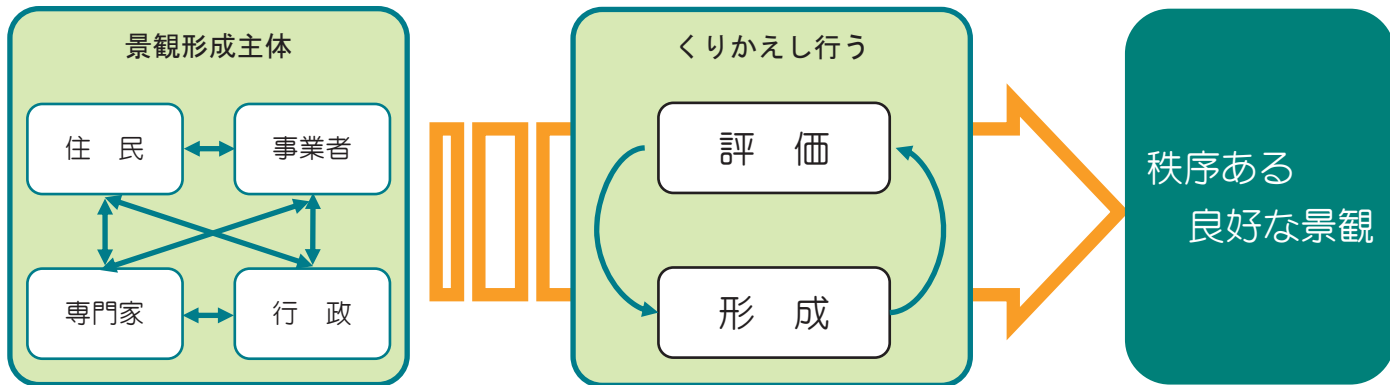 景観形成主体
住　民
事業者
専門家
行　政
くりかえし行う
評　価
形　成
秩序ある
良好な景観